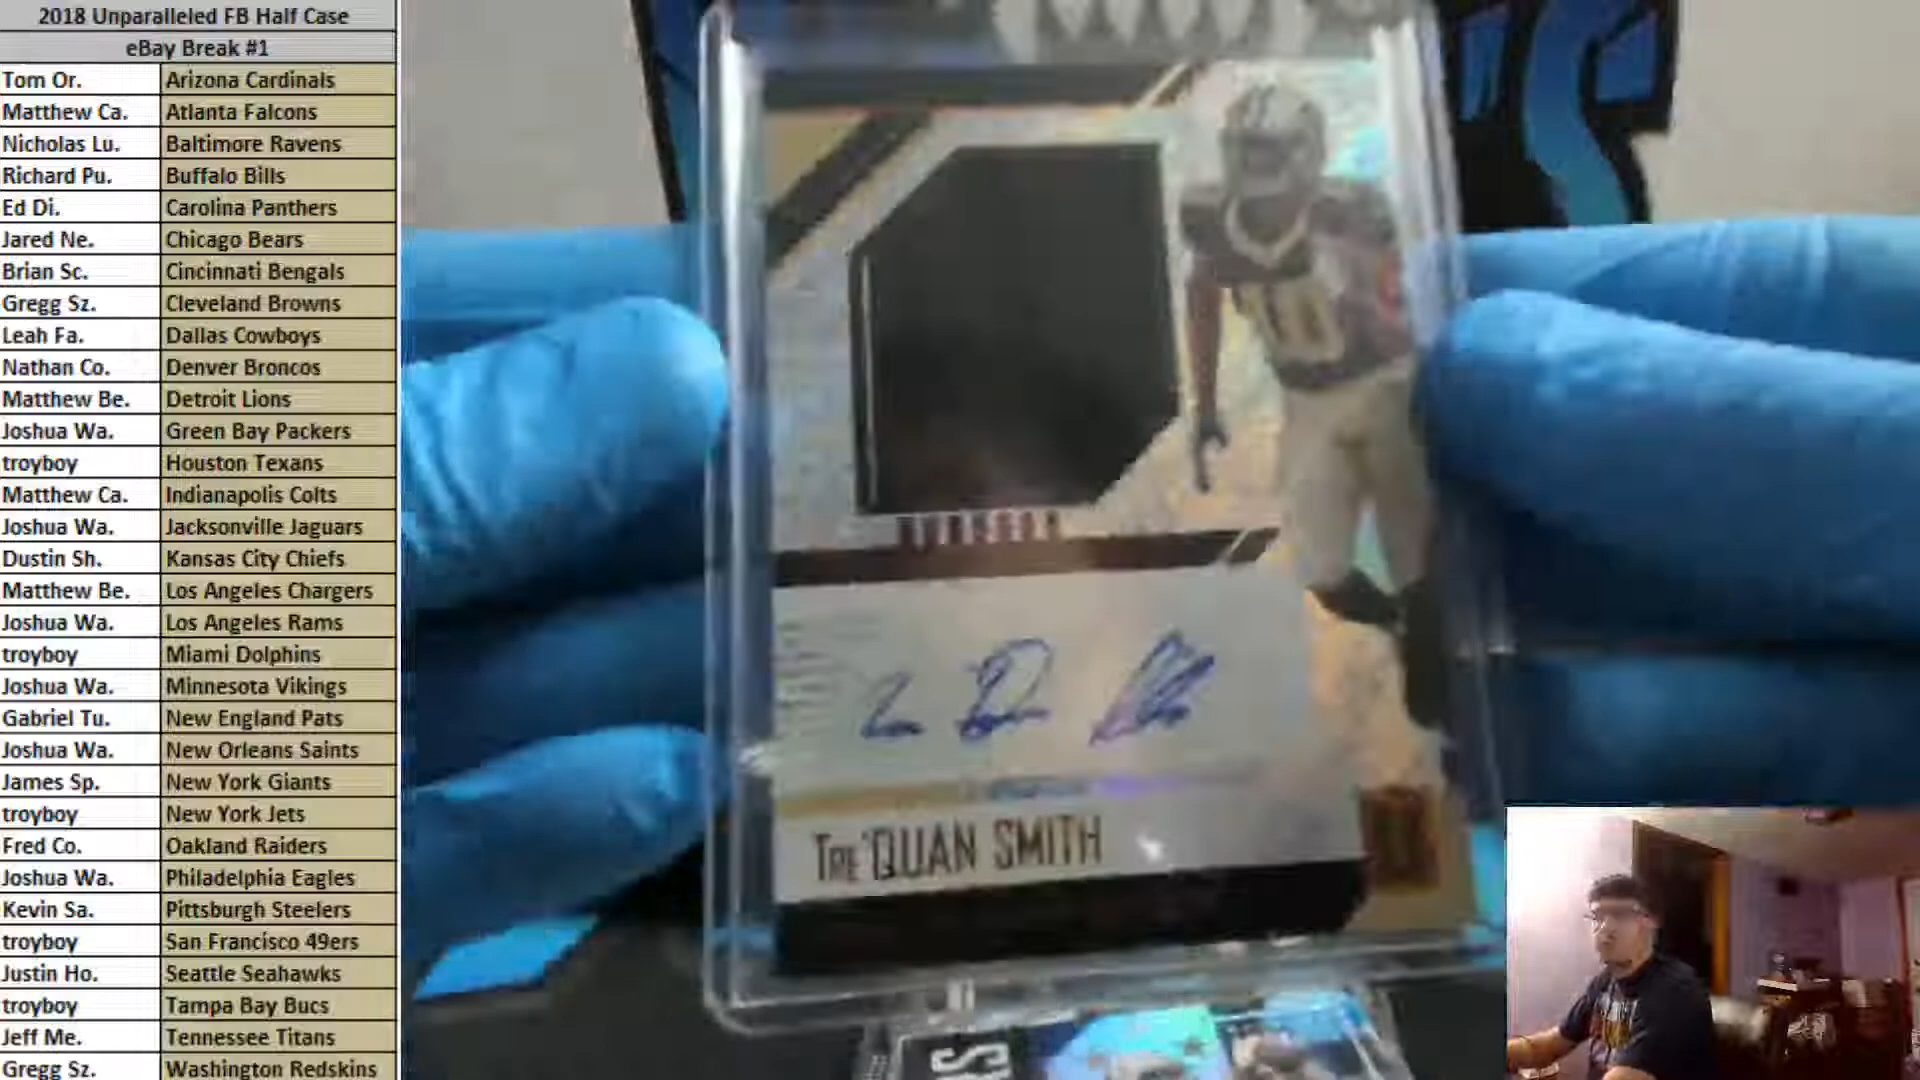 2018 Unparalleled FB Half Case
eBay Break #1
Tom Or. Arizona Cardinals
Matthew Ca. Atlanta Falcons
Nicholas Lu. Baltimore Ravens
Richard Pu. Buffalo Bills
Ed Di. Carolina Panthers
Jared Ne. Chicago Bears
Brian Sc. Cincinnati Bengals
Gregg Sz. Cleveland Browns
Leah Fa. Dallas Cowboys
Nathan Co. Denver Broncos
Matthew Be. Detroit Lions
Joshua Wa. Green Bay Packers
troyboy Houston Texans
Matthew Ca. Indianapolis Colts
Joshua Wa. Jacksonville Jaguars
Dustin Sh. Kansas City Chiefs
Matthew Be. Los Angeles Chargers
Joshua Wa. Los Angeles Rams
troyboy Miami Dolphins
Joshua Wa. Minnesota Vikings
Gabriel Tu. New England Pats
Joshua Wa. New Orleans Saints
James Sp. New York Giants
troyboy New York Jets
Fred Co. Oakland Raiders
Joshua Wa. Philadelphia Eagles
Kevin Sa. Pittsburgh Steelers
troyboy San Francisco 49ers
Justin Ho. Seattle Seahawks
troyboy Tampa Bay Bucs
Jeff Me. Tennessee Titans
Gregg Sz. Washington Redskins
10
TRE'QUAN SMITH